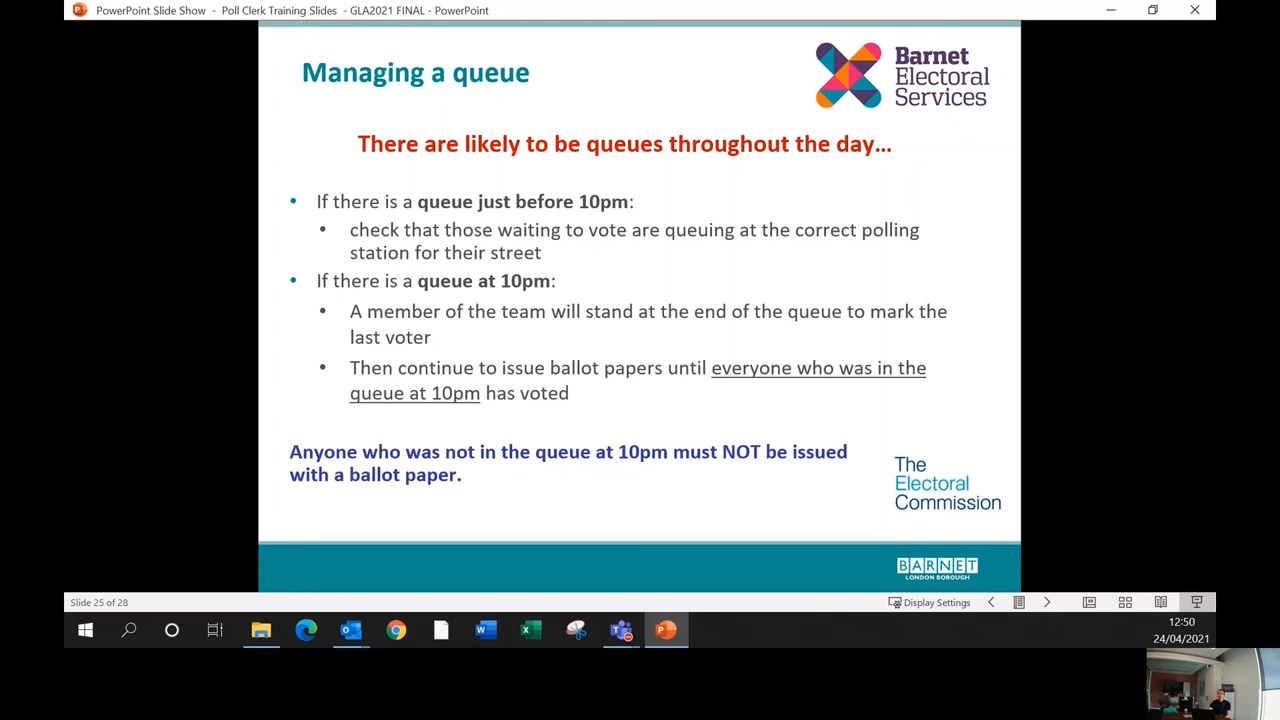 PowerPoint Slide Show - Poll Clerk Training Slides - GLA2021 FINAL - PowerPoint
Managing a queue
Barnet
Electoral
Services
There are likely to be queues throughout the day...
• If there is a queue just before 10pm:
• check that those waiting to vote are queuing at the correct polling
station for their street
• If there is a queue at 10pm:
• A member of the team will stand at the end of the queue to mark the
last voter
• Then continue to issue ballot papers until everyone who was in the
queue at 10pm has voted
Anyone who was not in the queue at 10pm must NOT be issued
with a ballot paper.
The
Electoral
Commission
BARNET
LONDON BOROUGH
Slide 25 of 28
Display Settings
12:50
24/04/2021